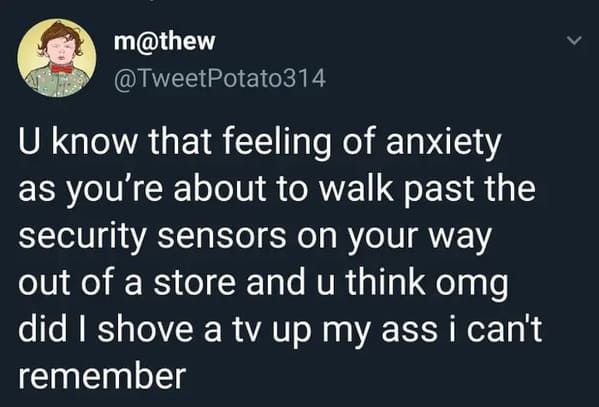 m@thew
@TweetPotato314
U know that feeling of anxiety
as you’re about to walk past the
security sensors on your way
out of a store and u think omg
did I shove a tv up my ass i can't
remember